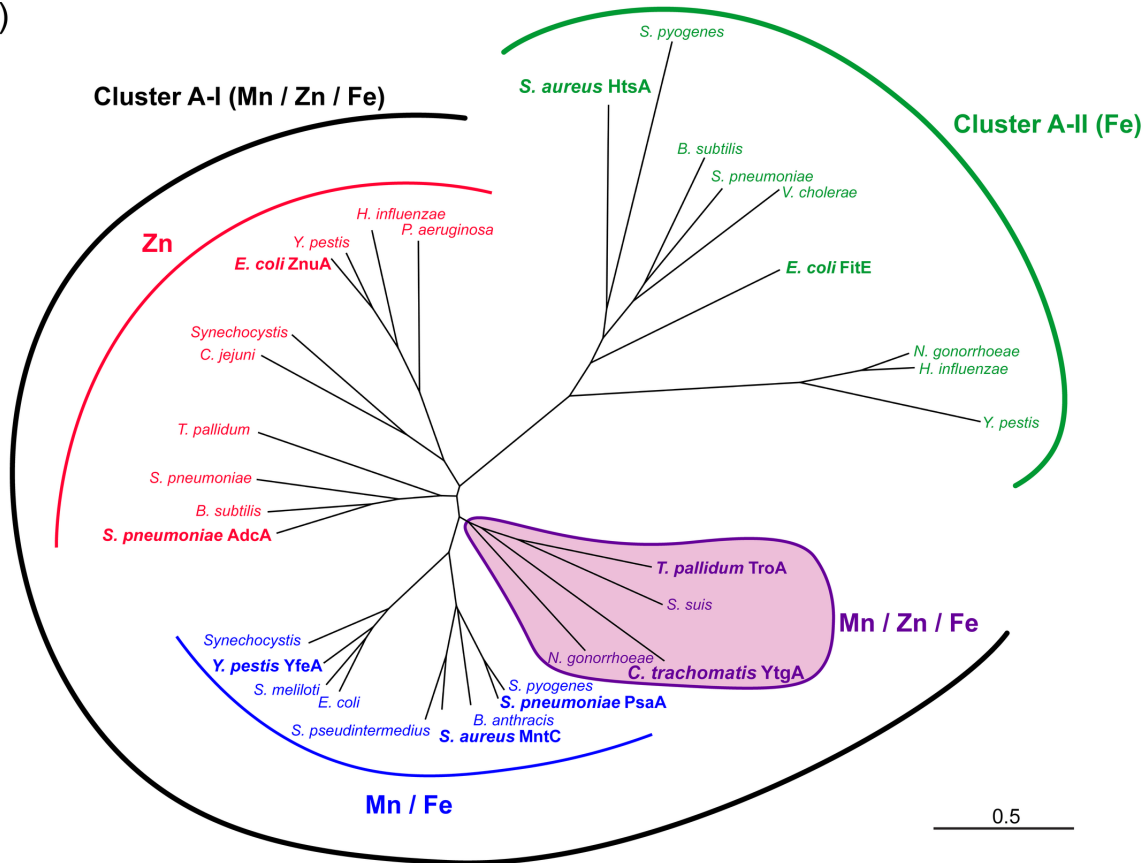 )
S. pyogenes
S. aureus HtsA
Cluster A-I (Mn / Zn / Fe)
Cluster A-II (Fe)
B. subtilis
S. pneumoniae
V. cholerae
H. influenzae
P. aeruginosa
Zn
Y. pestis
E. coli ZnuA
E. coli FitE
Synechocystis
C. jejuni
N. gonorrhoeae
H. influenzae
Y. pestis
T. pallidum
S. pneumoniae
B. subtilis
S. pneumoniae AdcA
T. pallidum TroA
S. suis
Mn / Zn / Fe
N. gonorrhoeae
C. trachomatis YtgA
Synechocystis
Y. pestis YfeA
S. meliloti
E. coli
S. pyogenes
S. pneumoniae PsaA
B. anthracis
S. pseudintermedius
S. aureus MntC
Mn / Fe
0.5